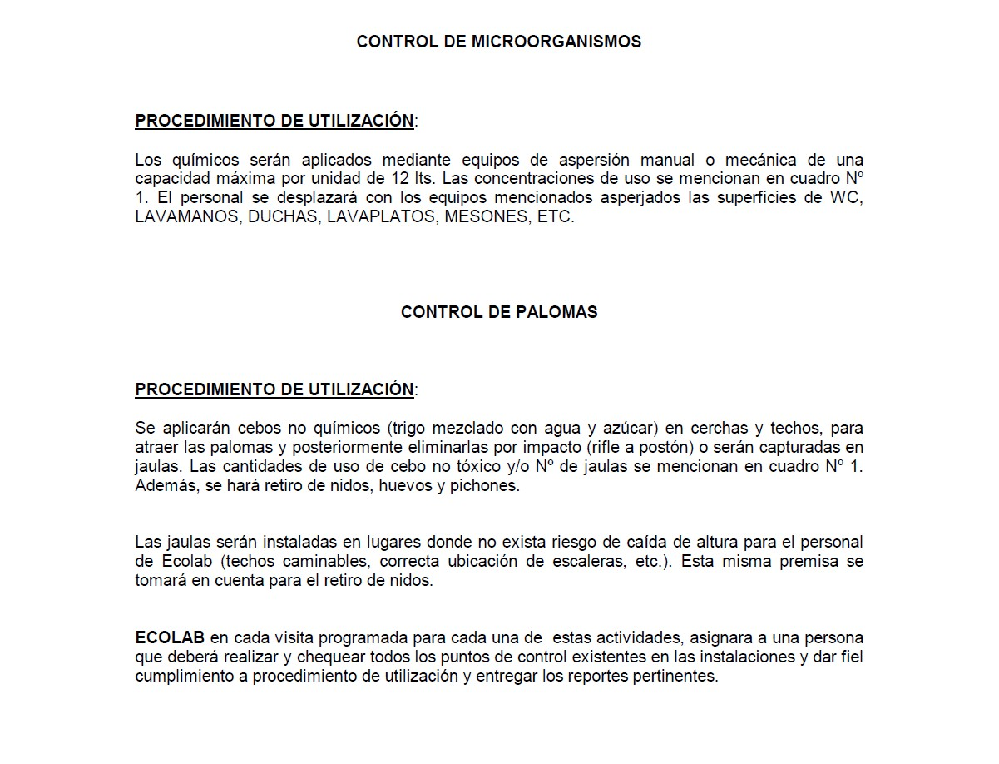 CONTROL DE MICROORGANISMOS
PROCEDIMIENTO DE UTILIZACIÓN:
Los químicos serán aplicados mediante equipos de aspersión manual o mecánica de una
capacidad máxima por unidad de 12 lts. Las concentraciones de uso se mencionan en cuadro Nº
1. El personal se desplazará con los equipos mencionados asperjados las superficies de WC,
LAVAMANOS, DUCHAS, LAVAPLATOS, MESONES, ETC.
CONTROL DE PALOMAS
PROCEDIMIENTO DE UTILIZACIÓN:
Se aplicarán cebos no químicos (trigo mezclado con agua y azúcar) en cerchas y techos, para
atraer las palomas y posteriormente eliminarlas por impacto (rifle a postón) o serán capturadas en
jaulas. Las cantidades de uso de cebo no tóxico y/o Nº de jaulas se mencionan en cuadro Nº 1.
Además, se hará retiro de nidos, huevos y pichones.
Las jaulas serán instaladas en lugares donde no exista riesgo de caída de altura para el personal
de Ecolab (techos caminables, correcta ubicación de escaleras, etc.). Esta misma premisa se
tomará en cuenta para el retiro de nidos.
ECOLAB en cada visita programada para cada una de  estas actividades, asignara a una persona
que deberá realizar y chequear todos los puntos de control existentes en las instalaciones y dar fiel
cumplimiento a procedimiento de utilización y entregar los reportes pertinentes.